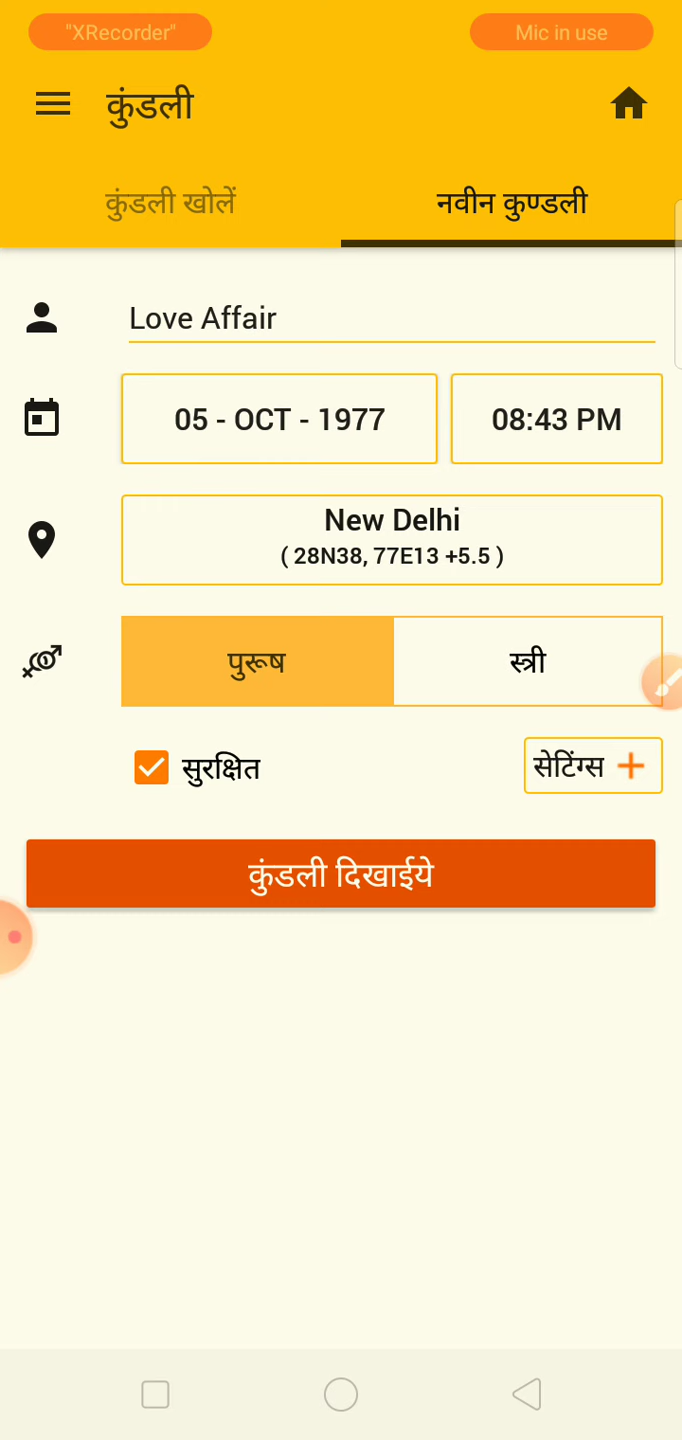 "XRecorder"
Mic in use
कुंडली
कुंडली खोलें
नवीन कुण्डली
Love Affair
05 - OCT - 1977
08:43 PM
New Delhi
( 28N38, 77E13 +5.5 )
पुरूष
स्त्री
सुरक्षित
सेटिंग्स +
कुंडली दिखाईये